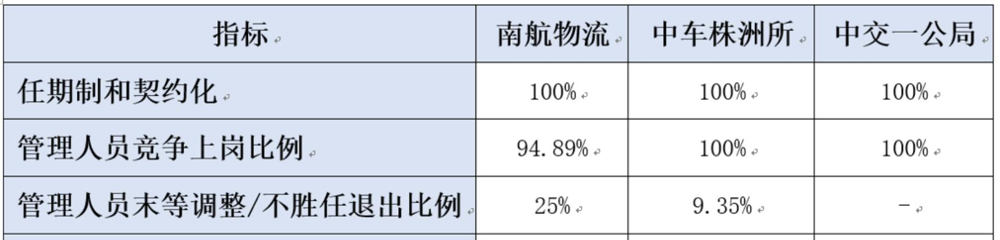 指标 南航物流 中车株洲所 中交一公局
任期制和契约化 100% 100% 100%
管理人员竞争上岗比例 94.89% 100% 100%
管理人员末等调整/不胜任退出比例 25% 9.35% -